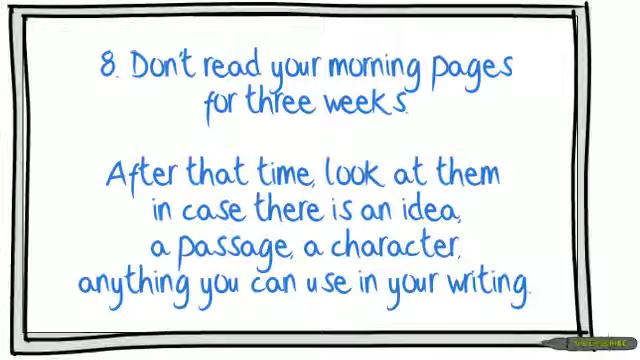 8. Don't read your morning pages
for three weeks.
After that time, look at them
in case there is an idea,
a passage, a character,
anything you can use in your writing.